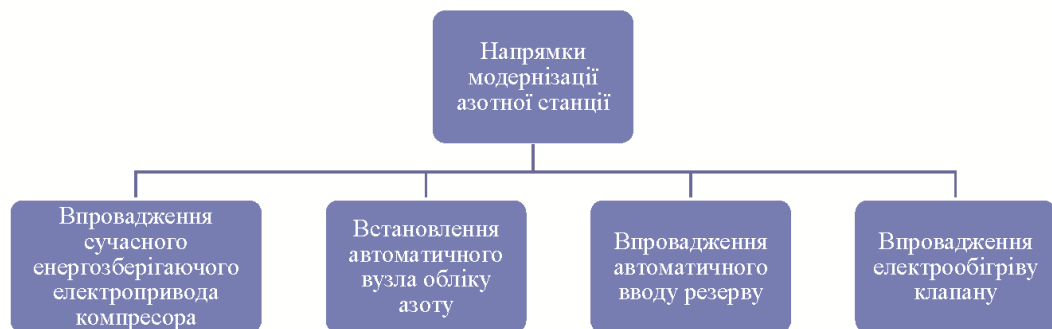 Напрямки
модернізації
азотної станції
Впровадження
сучасного
енергозберігаючого
електропривода
компресора
Встановлення
автоматичного
вузла обліку
азоту
Впровадження
автоматичного
вводу резерву
Впровадження
електрообігріву
клапану